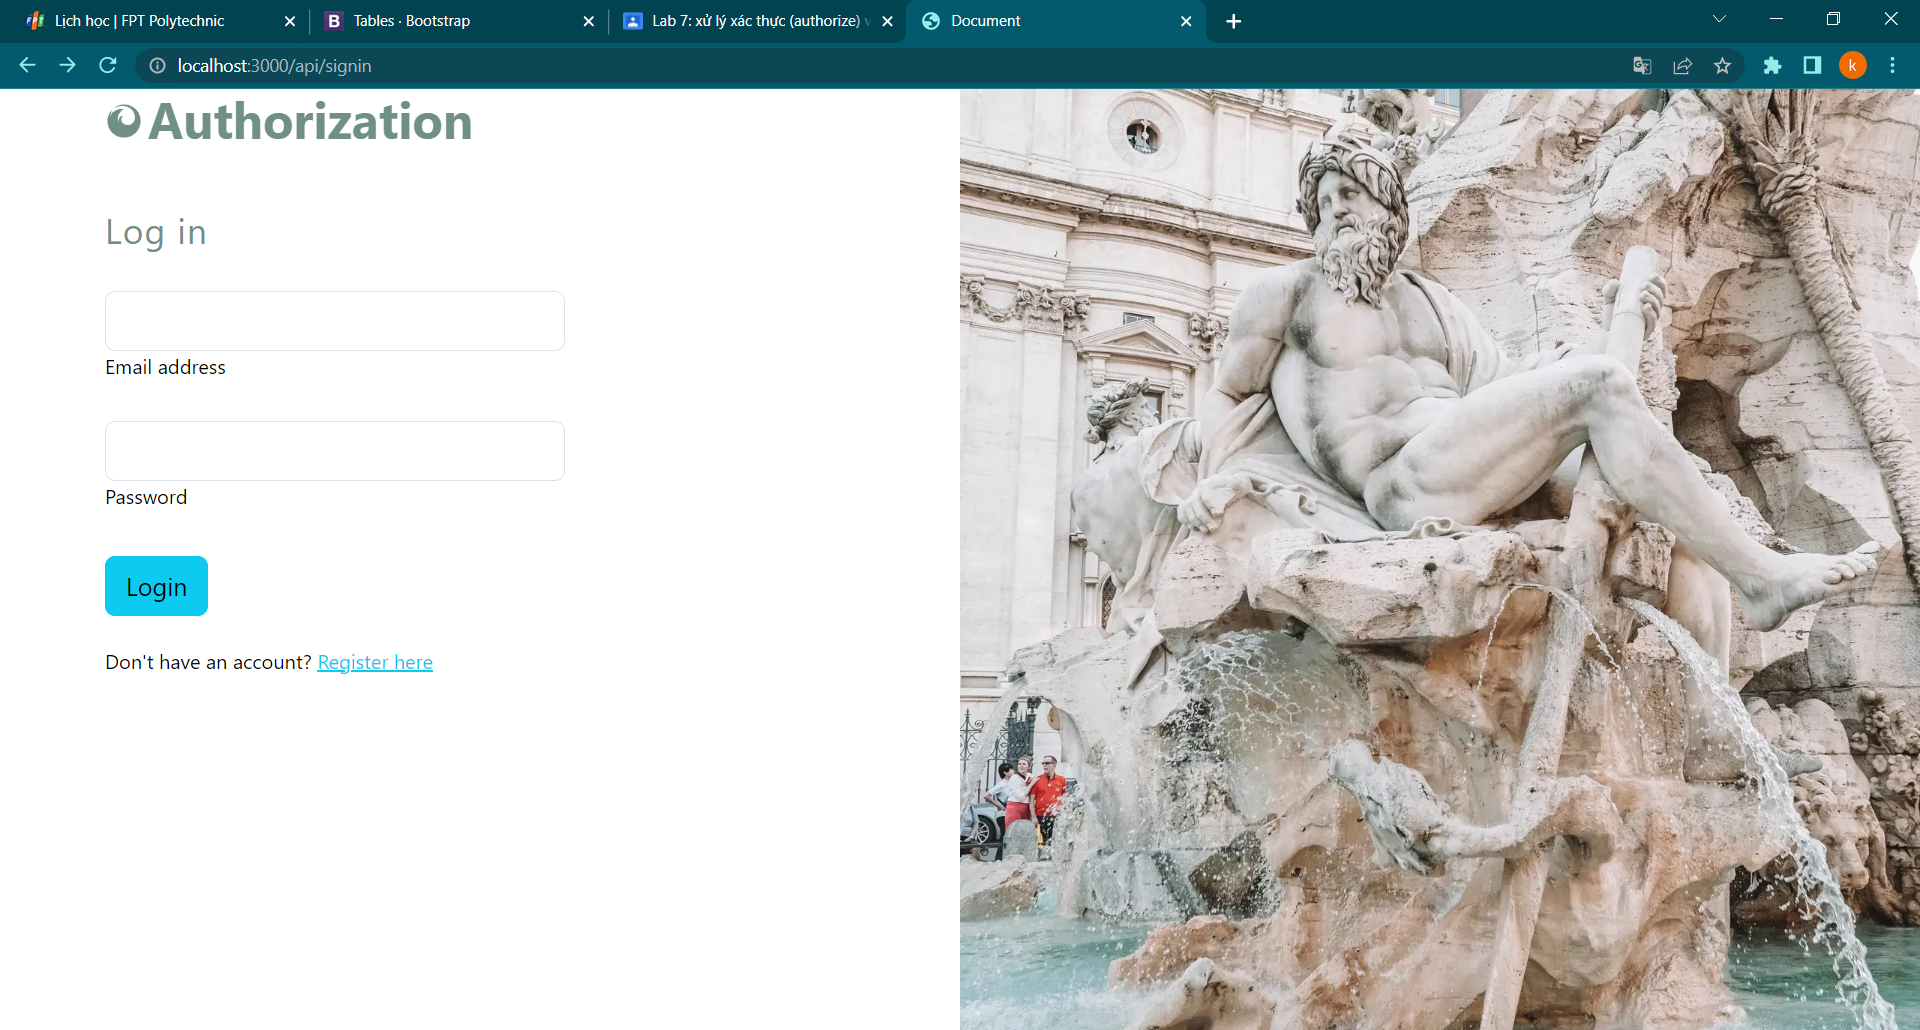 Lịch học | FPT Polytechnic
B Tables · Bootstrap
Lab 7: xử lý xác thực (authorize) v
Document
localhost:3000/api/signin
k
Authorization
Log in
Email address
Password
Login
Don't have an account? Register here